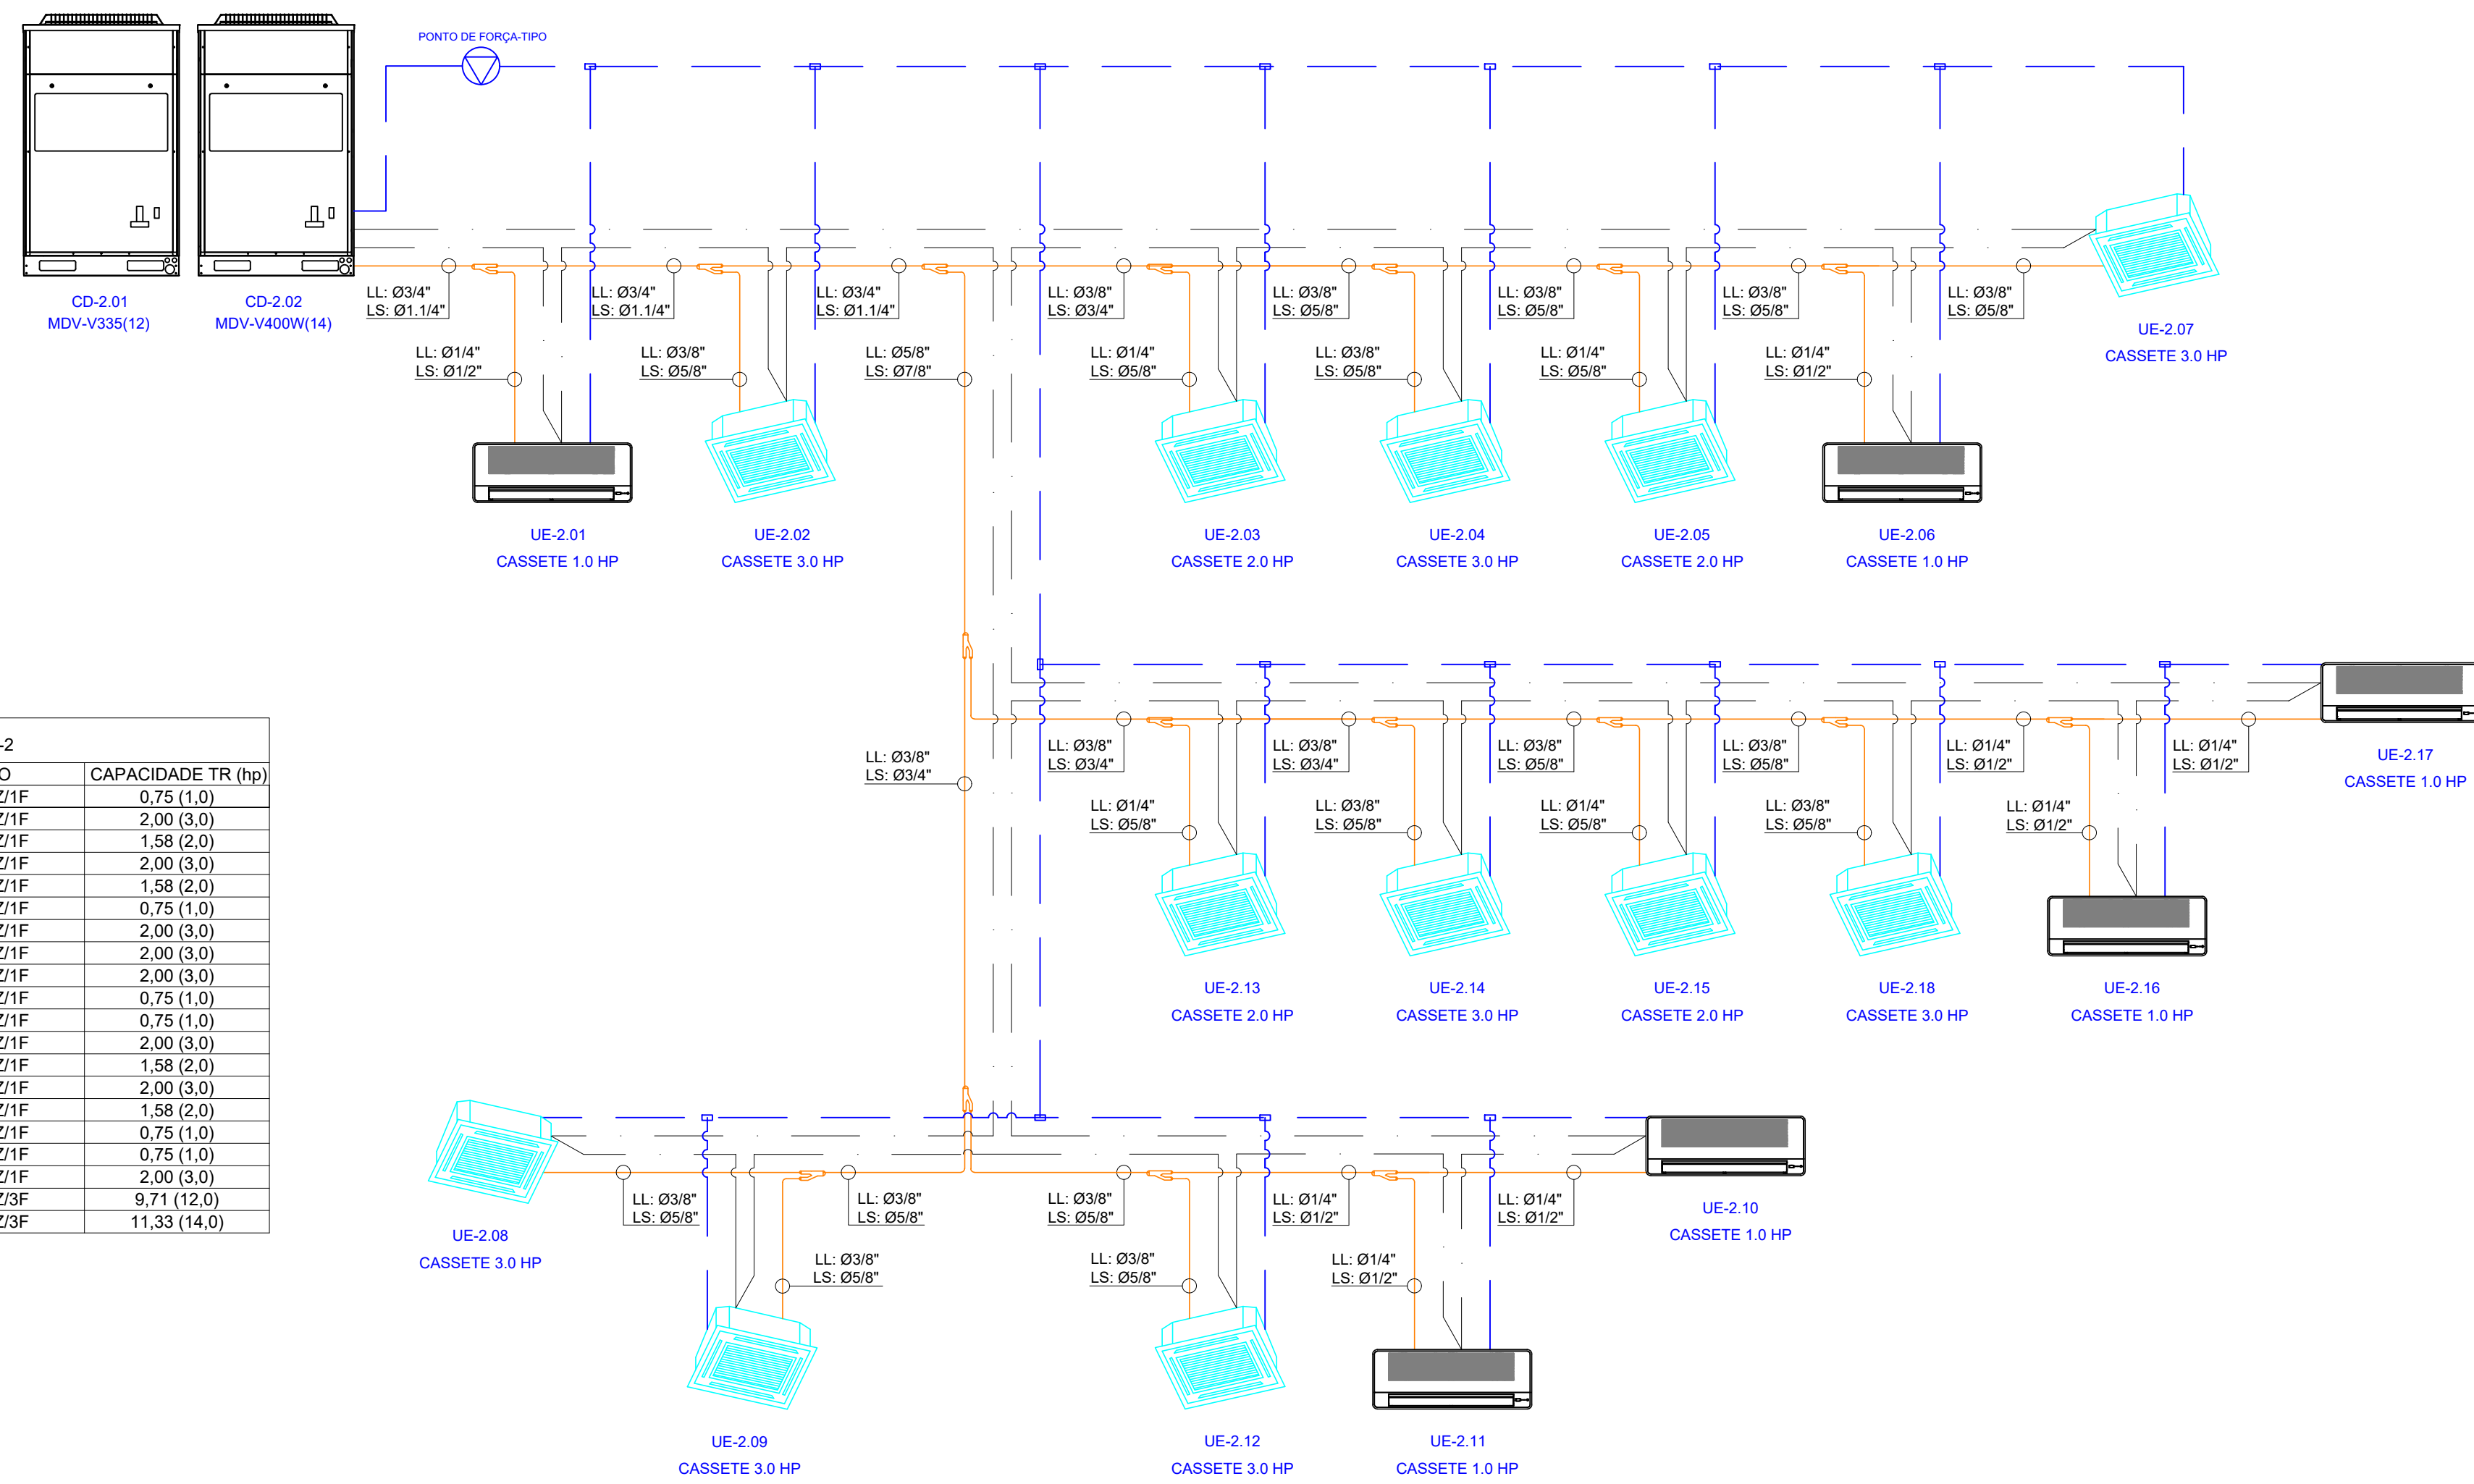 PONTO DE FORÇA-TIPO
CD-2.01
MDV-V335(12)
CD-2.02
MDV-V400W(14)
LL: Ø3/4"
LS: Ø1.1/4"
LL: Ø3/4"
LS: Ø1.1/4"
LL: Ø3/4"
LS: Ø1.1/4"
LL: Ø3/8"
LS: Ø3/4"
LL: Ø3/8"
LS: Ø5/8"
LL: Ø3/8"
LS: Ø5/8"
LL: Ø3/8"
LS: Ø5/8"
LL: Ø3/8"
LS: Ø5/8"
UE-2.07
CASSETE 3.0 HP
LL: Ø1/4"
LS: Ø1/2"
LL: Ø3/8"
LS: Ø5/8"
LL: Ø5/8"
LS: Ø7/8"
LL: Ø1/4"
LS: Ø5/8"
LL: Ø3/8"
LS: Ø5/8"
LL: Ø1/4"
LS: Ø5/8"
LL: Ø1/4"
LS: Ø1/2"
UE-2.01
CASSETE 1.0 HP
UE-2.02
CASSETE 3.0 HP
UE-2.03
CASSETE 2.0 HP
UE-2.04
CASSETE 3.0 HP
UE-2.05
CASSETE 2.0 HP
UE-2.06
CASSETE 1.0 HP
-2
O CAPACIDADE TR (hp)
Z/1F 0,75 (1,0)
Z/1F 2,00 (3,0)
Z/1F 1,58 (2,0)
Z/1F 2,00 (3,0)
Z/1F 1,58 (2,0)
Z/1F 0,75 (1,0)
Z/1F 2,00 (3,0)
Z/1F 2,00 (3,0)
Z/1F 2,00 (3,0)
Z/1F 0,75 (1,0)
Z/1F 0,75 (1,0)
Z/1F 2,00 (3,0)
Z/1F 1,58 (2,0)
Z/1F 2,00 (3,0)
Z/1F 1,58 (2,0)
Z/1F 0,75 (1,0)
Z/1F 0,75 (1,0)
Z/1F 2,00 (3,0)
Z/3F 9,71 (12,0)
Z/3F 11,33 (14,0)
LL: Ø3/8"
LS: Ø3/4"
LL: Ø3/8"
LS: Ø3/4"
LL: Ø3/8"
LS: Ø3/4"
LL: Ø3/8"
LS: Ø5/8"
LL: Ø3/8"
LS: Ø5/8"
LL: Ø1/4"
LS: Ø1/2"
LL: Ø1/4"
LS: Ø1/2"
UE-2.17
CASSETE 1.0 HP
LL: Ø1/4"
LS: Ø5/8"
LL: Ø3/8"
LS: Ø5/8"
LL: Ø1/4"
LS: Ø5/8"
LL: Ø3/8"
LS: Ø5/8"
LL: Ø1/4"
LS: Ø1/2"
UE-2.13
CASSETE 2.0 HP
UE-2.14
CASSETE 3.0 HP
UE-2.15
CASSETE 2.0 HP
UE-2.18
CASSETE 3.0 HP
UE-2.16
CASSETE 1.0 HP
UE-2.08
CASSETE 3.0 HP
LL: Ø3/8"
LS: Ø5/8"
LL: Ø3/8"
LS: Ø5/8"
LL: Ø3/8"
LS: Ø5/8"
LL: Ø1/4"
LS: Ø1/2"
LL: Ø1/4"
LS: Ø1/2"
UE-2.10
CASSETE 1.0 HP
LL: Ø3/8"
LS: Ø5/8"
LL: Ø3/8"
LS: Ø5/8"
LL: Ø1/4"
LS: Ø1/2"
UE-2.09
CASSETE 3.0 HP
UE-2.12
CASSETE 3.0 HP
UE-2.11
CASSETE 1.0 HP